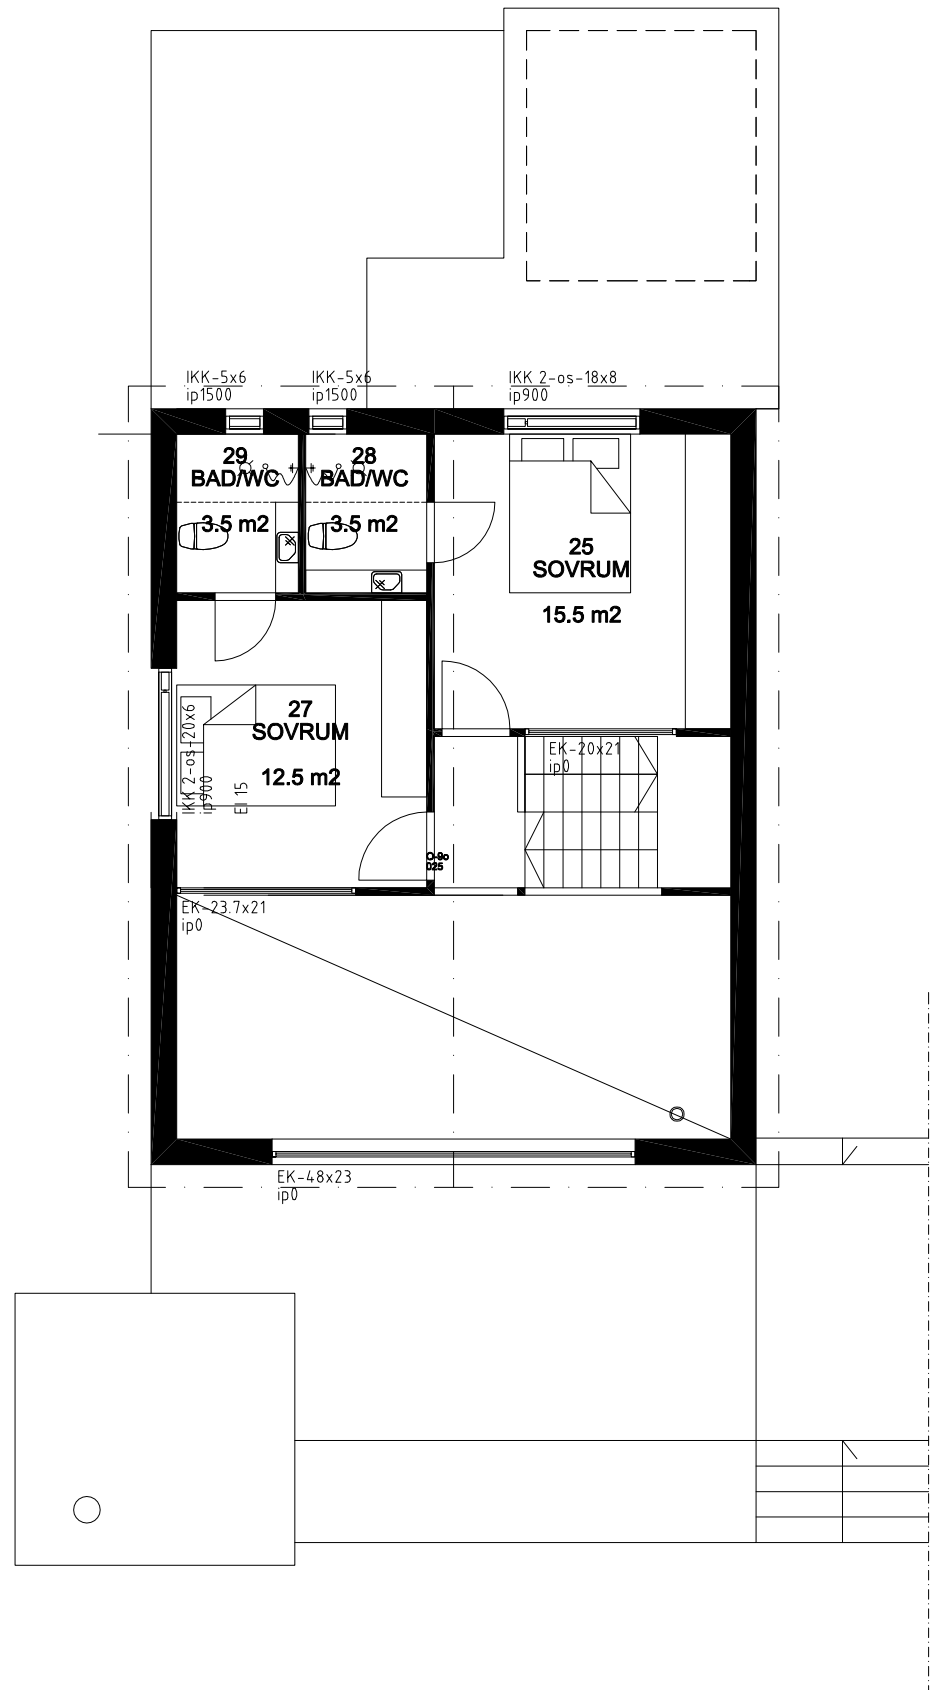 IKK-5x6
ip1500
IKK-5x6
ip1500
IKK 2-os-18x8
ip900
29
BAD/WC
3.5 m2
28
BAD/WC
3.5 m2
25
SOVRUM
15.5 m2
27
SOVRUM
12.5 m2
IKK 2-os-20x6
ip900
EI 15
EK-20x21
ip0
EK-23.7x21
ip0
EK-48x23
ip0